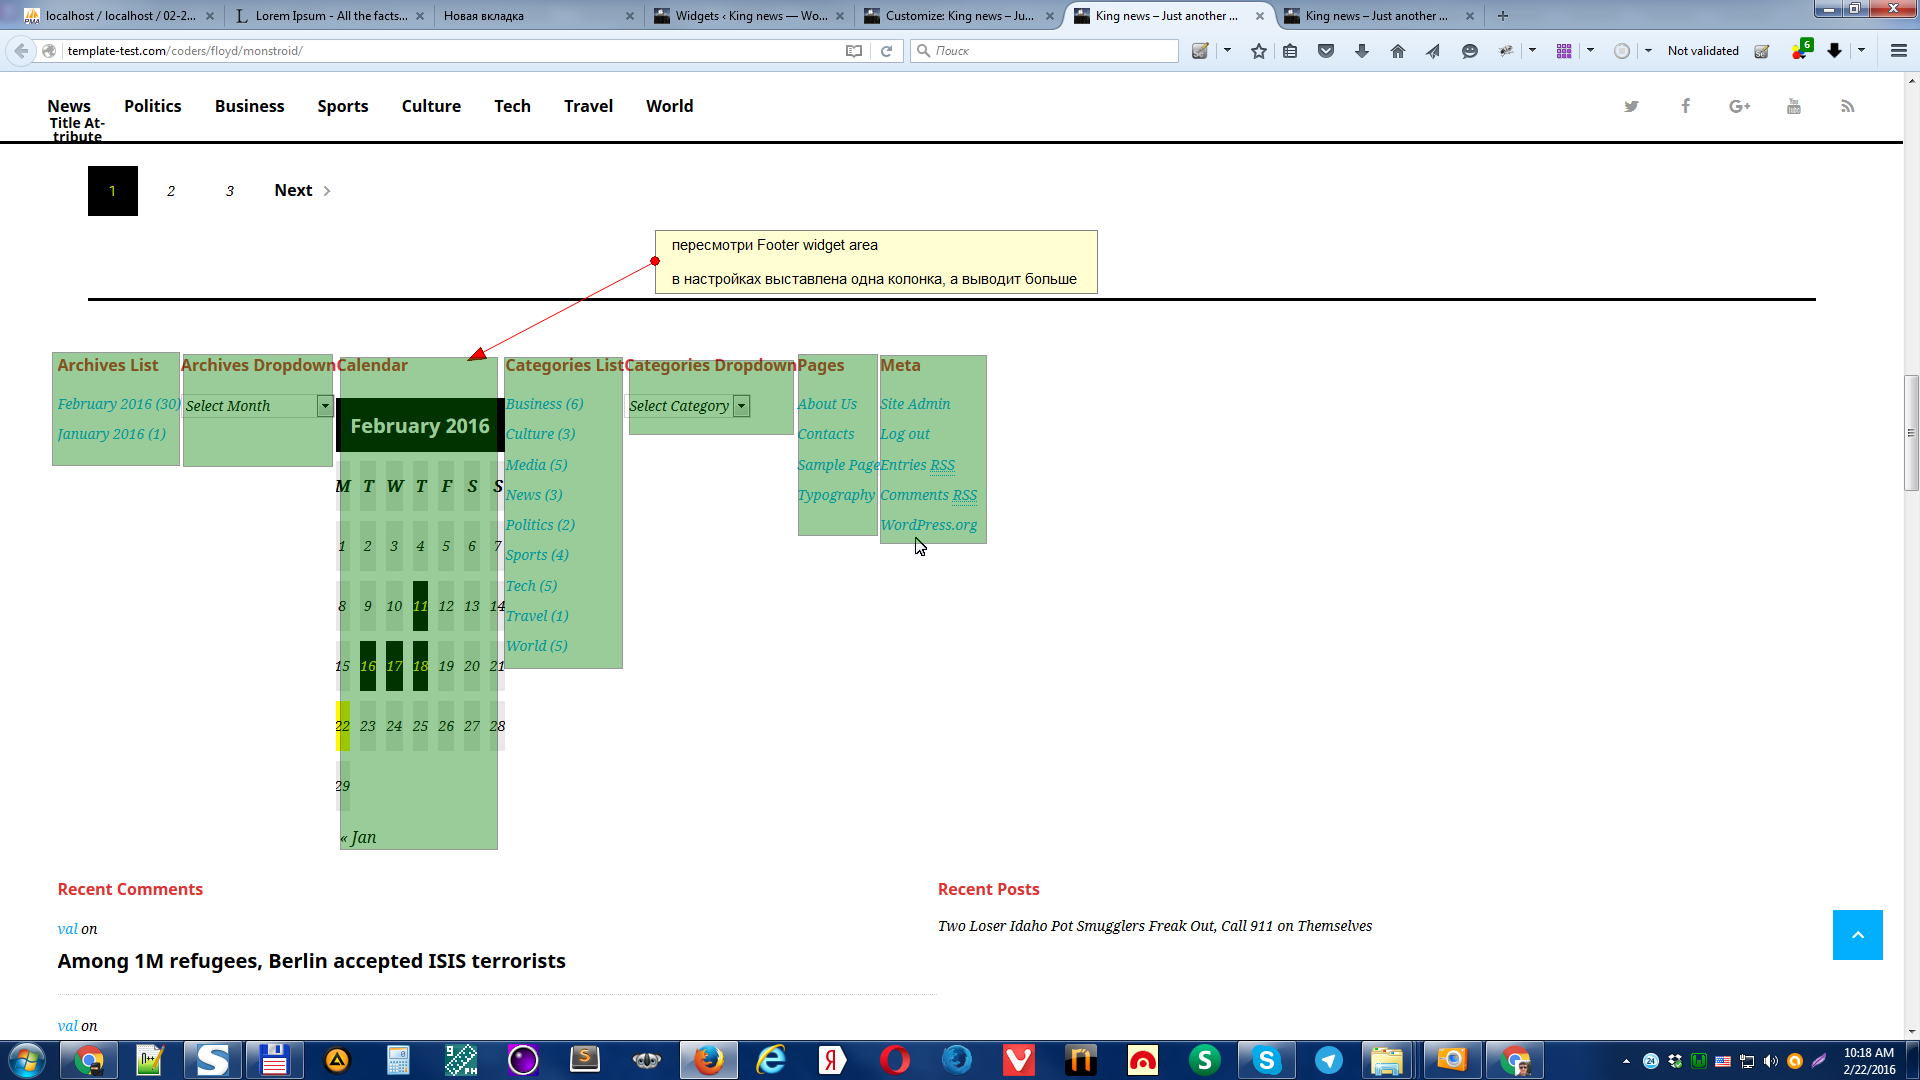 localhost / localhost / 02-2...
Lorem Ipsum - All the facts...
Новая вкладка
Widgets ‹ King news — Wo...
Customize: King news – Ju...
King news – Just another ...
King news – Just another ...
template-test.com/coders/floyd/monstroid/
Поиск
Not validated
6
News Politics Business Sports Culture Tech Travel World
Title At-
tribute
1 2 3 Next
пересмотри Footer widget area
в настройках выставлена одна колонка, а выводит больше
Archives List
February 2016 (30)
January 2016 (1)
Archives Dropdown
Select Month
Calendar
February 2016
M T W T F S S
1 2 3 4 5 6 7
8 9 10 11 12 13 14
15 16 17 18 19 20 21
22 23 24 25 26 27 28
29
« Jan
Categories List
Business (6)
Culture (3)
Media (5)
News (3)
Politics (2)
Sports (4)
Tech (5)
Travel (1)
World (5)
Categories Dropdown
Select Category
Pages
About Us
Contacts
Sample Page
Typography
Meta
Site Admin
Log out
Entries RSS
Comments RSS
WordPress.org
Recent Comments
val on
Among 1M refugees, Berlin accepted ISIS terrorists
val on
Recent Posts
Two Loser Idaho Pot Smugglers Freak Out, Call 911 on Themselves
10:18 AM
2/22/2016